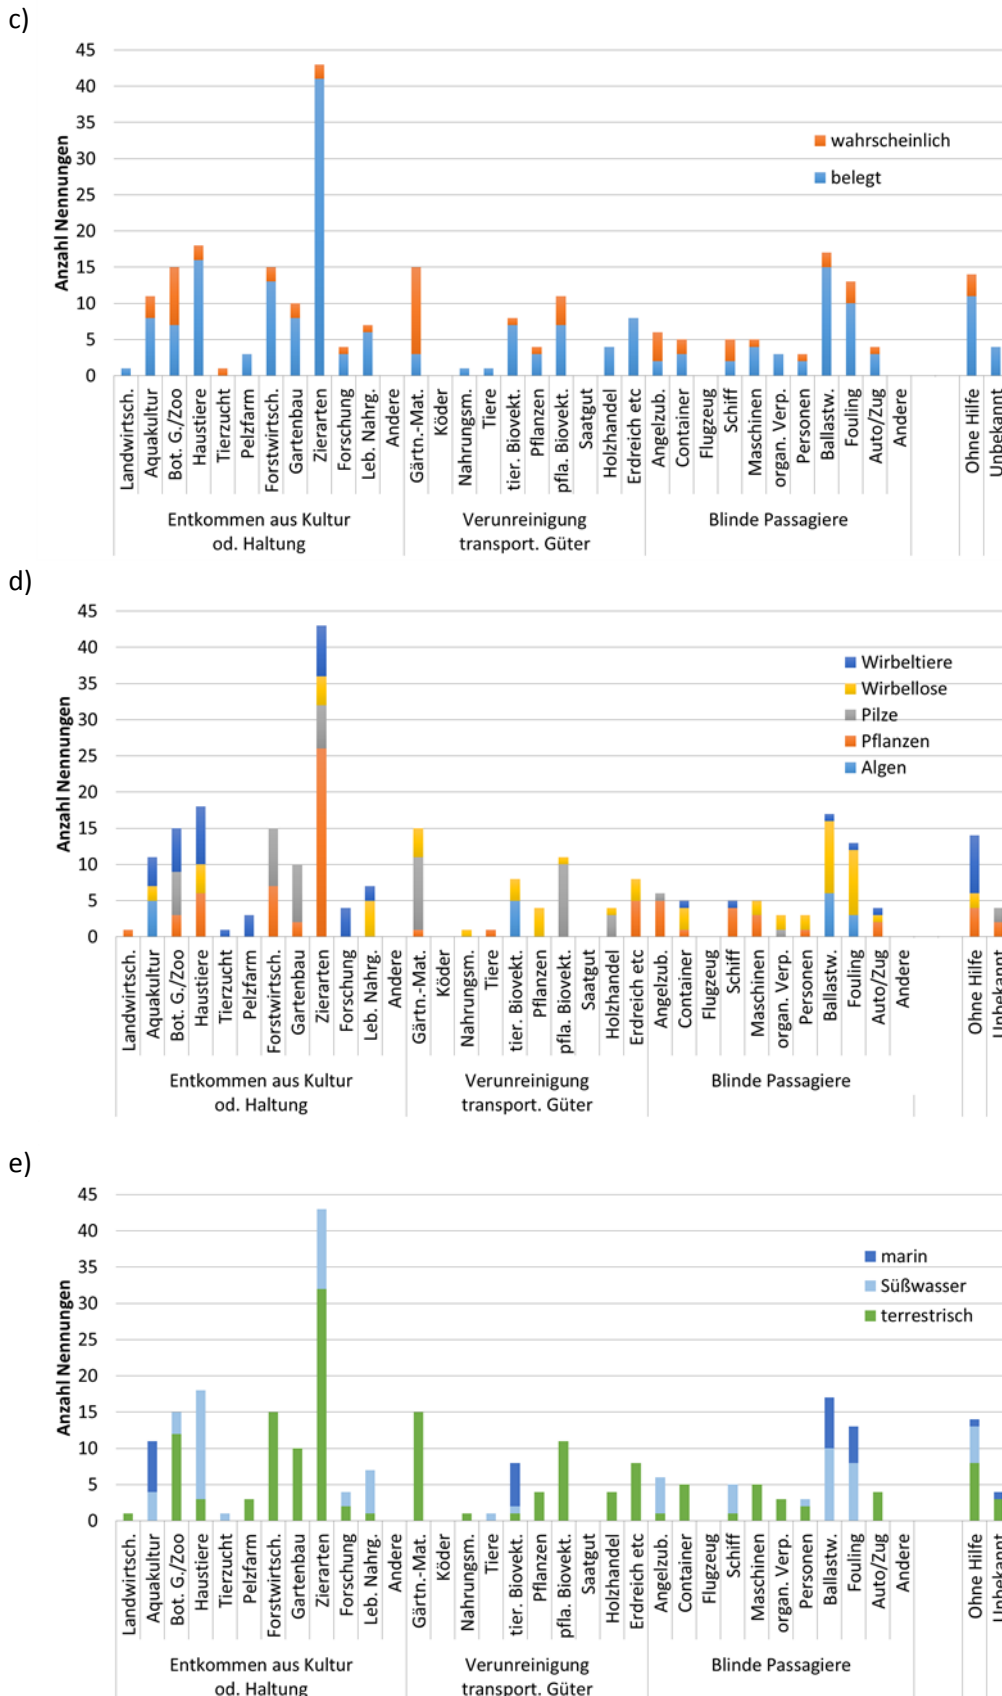 c)
45
40
35
30
25
20
15
10
5
0
Anzahl Nennungen
wahrscheinlich
belegt
Landwirtsch.
Aquakultur
Bot. G./Zoo
Haustiere
Tierzucht
Pelzfarm
Forstwirtsch.
Gartenbau
Zierarten
Forschung
Leb. Nahrg.
Andere
Gärtn.-Mat.
Köder
Nahrungsm.
Tiere
tier. Biovekt.
Pflanzen
pfla. Biovekt.
Saatgut
Holzhandel
Erdreich etc
Angelzub.
Container
Flugzeug
Schiff
Maschinen
organ. Verp.
Personen
Ballastw.
Fouling
Auto/Zug
Andere
Ohne Hilfe
Unbekannt
Entkommen aus Kultur
od. Haltung
Verunreinigung
transport. Güter
Blinde Passagiere
d)
45
40
35
30
25
20
15
10
5
0
Anzahl Nennungen
Wirbeltiere
Wirbellose
Pilze
Pflanzen
Algen
Landwirtsch.
Aquakultur
Bot. G./Zoo
Haustiere
Tierzucht
Pelzfarm
Forstwirtsch.
Gartenbau
Zierarten
Forschung
Leb. Nahrg.
Andere
Gärtn.-Mat.
Köder
Nahrungsm.
Tiere
tier. Biovekt.
Pflanzen
pfla. Biovekt.
Saatgut
Holzhandel
Erdreich etc
Angelzub.
Container
Flugzeug
Schiff
Maschinen
organ. Verp.
Personen
Ballastw.
Fouling
Auto/Zug
Andere
Ohne Hilfe
Unbekannt
Entkommen aus Kultur
od. Haltung
Verunreinigung
transport. Güter
Blinde Passagiere
e)
45
40
35
30
25
20
15
10
5
0
Anzahl Nennungen
marin
Süßwasser
terrestrisch
Landwirtsch.
Aquakultur
Bot. G./Zoo
Haustiere
Tierzucht
Pelzfarm
Forstwirtsch.
Gartenbau
Zierarten
Forschung
Leb. Nahrg.
Andere
Gärtn.-Mat.
Köder
Nahrungsm.
Tiere
tier. Biovekt.
Pflanzen
pfla. Biovekt.
Saatgut
Holzhandel
Erdreich etc
Angelzub.
Container
Flugzeug
Schiff
Maschinen
organ. Verp.
Personen
Ballastw.
Fouling
Auto/Zug
Andere
Ohne Hilfe
Unbekannt
Entkommen aus Kultur
od. Haltung
Verunreinigung
transport. Güter
Blinde Passagiere